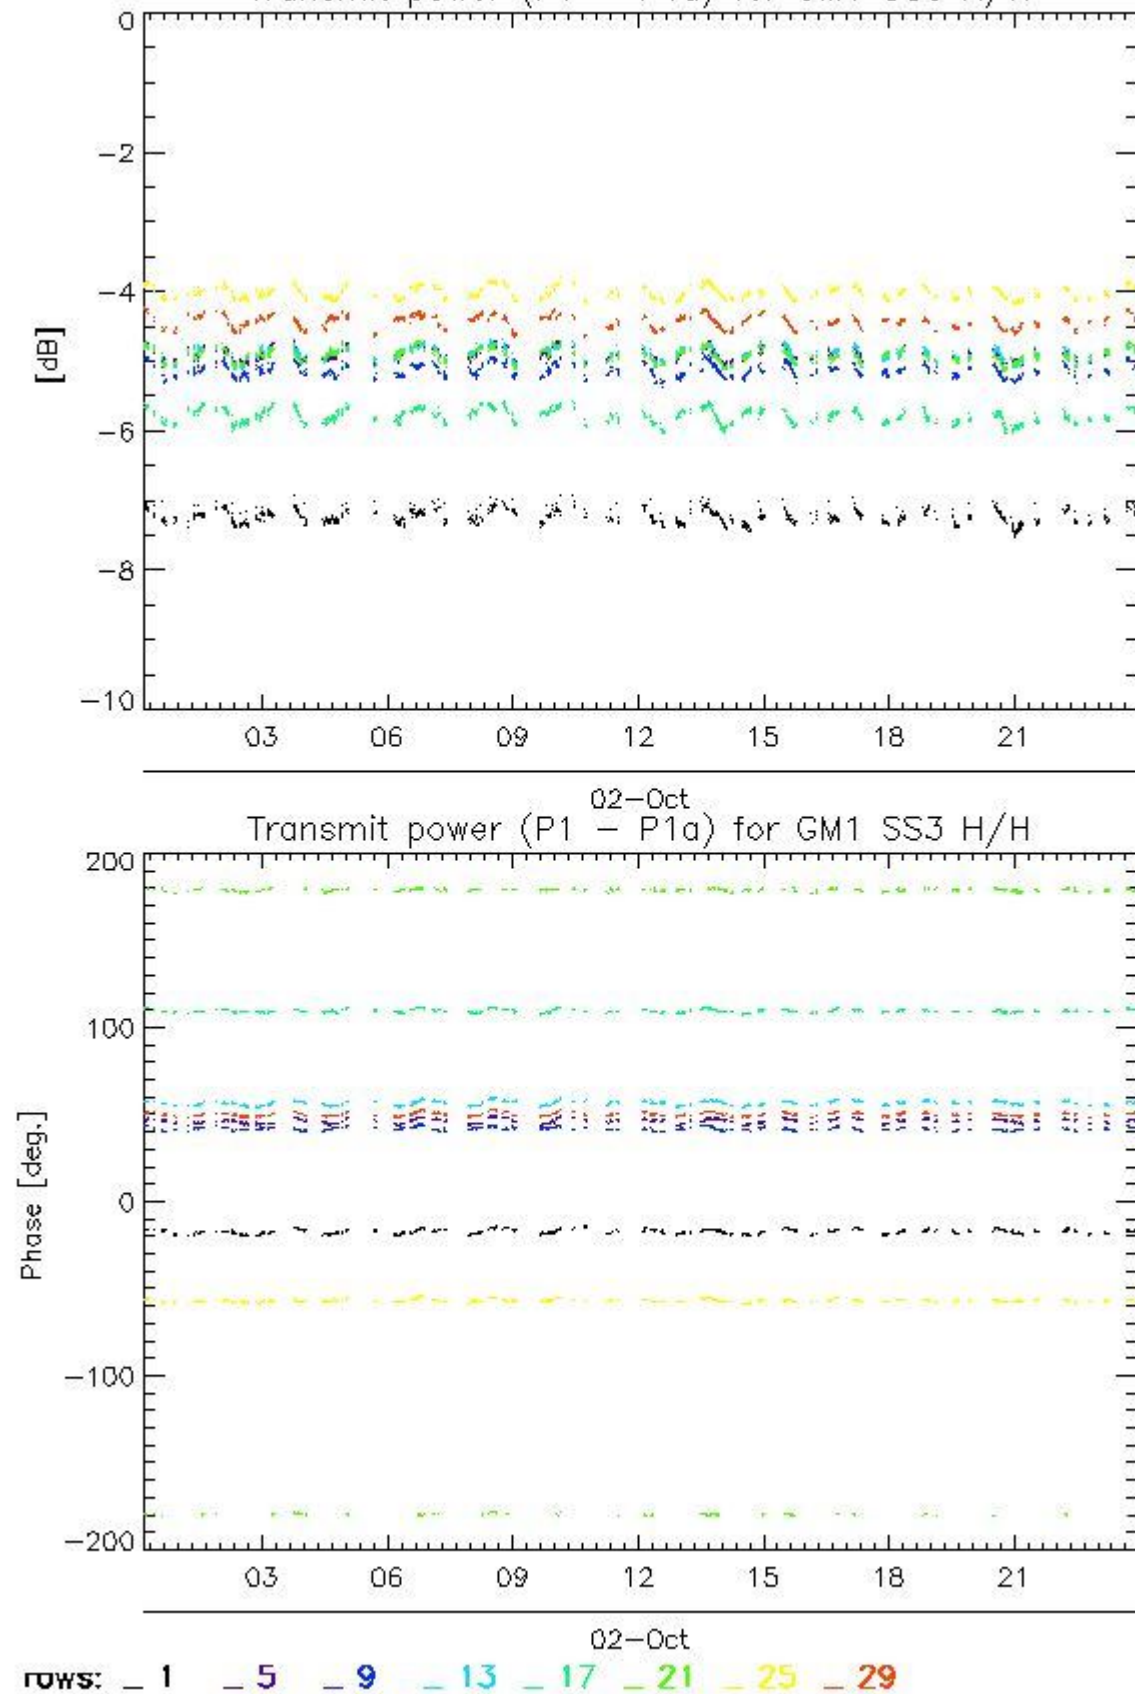 0
-2
-4
[dB]
-6
-8
-10
03 06 09 12 15 18 21
02-Oct
Transmit power (P1 - P1a) for GM1 SS3 H/H
200
100
0
Phase [deg.]
-100
-200
03 06 09 12 15 18 21
02-Oct
rows: _ 1 _ 5 _ 9 _ 13 _ 17 _ 21 _ 25 _ 29